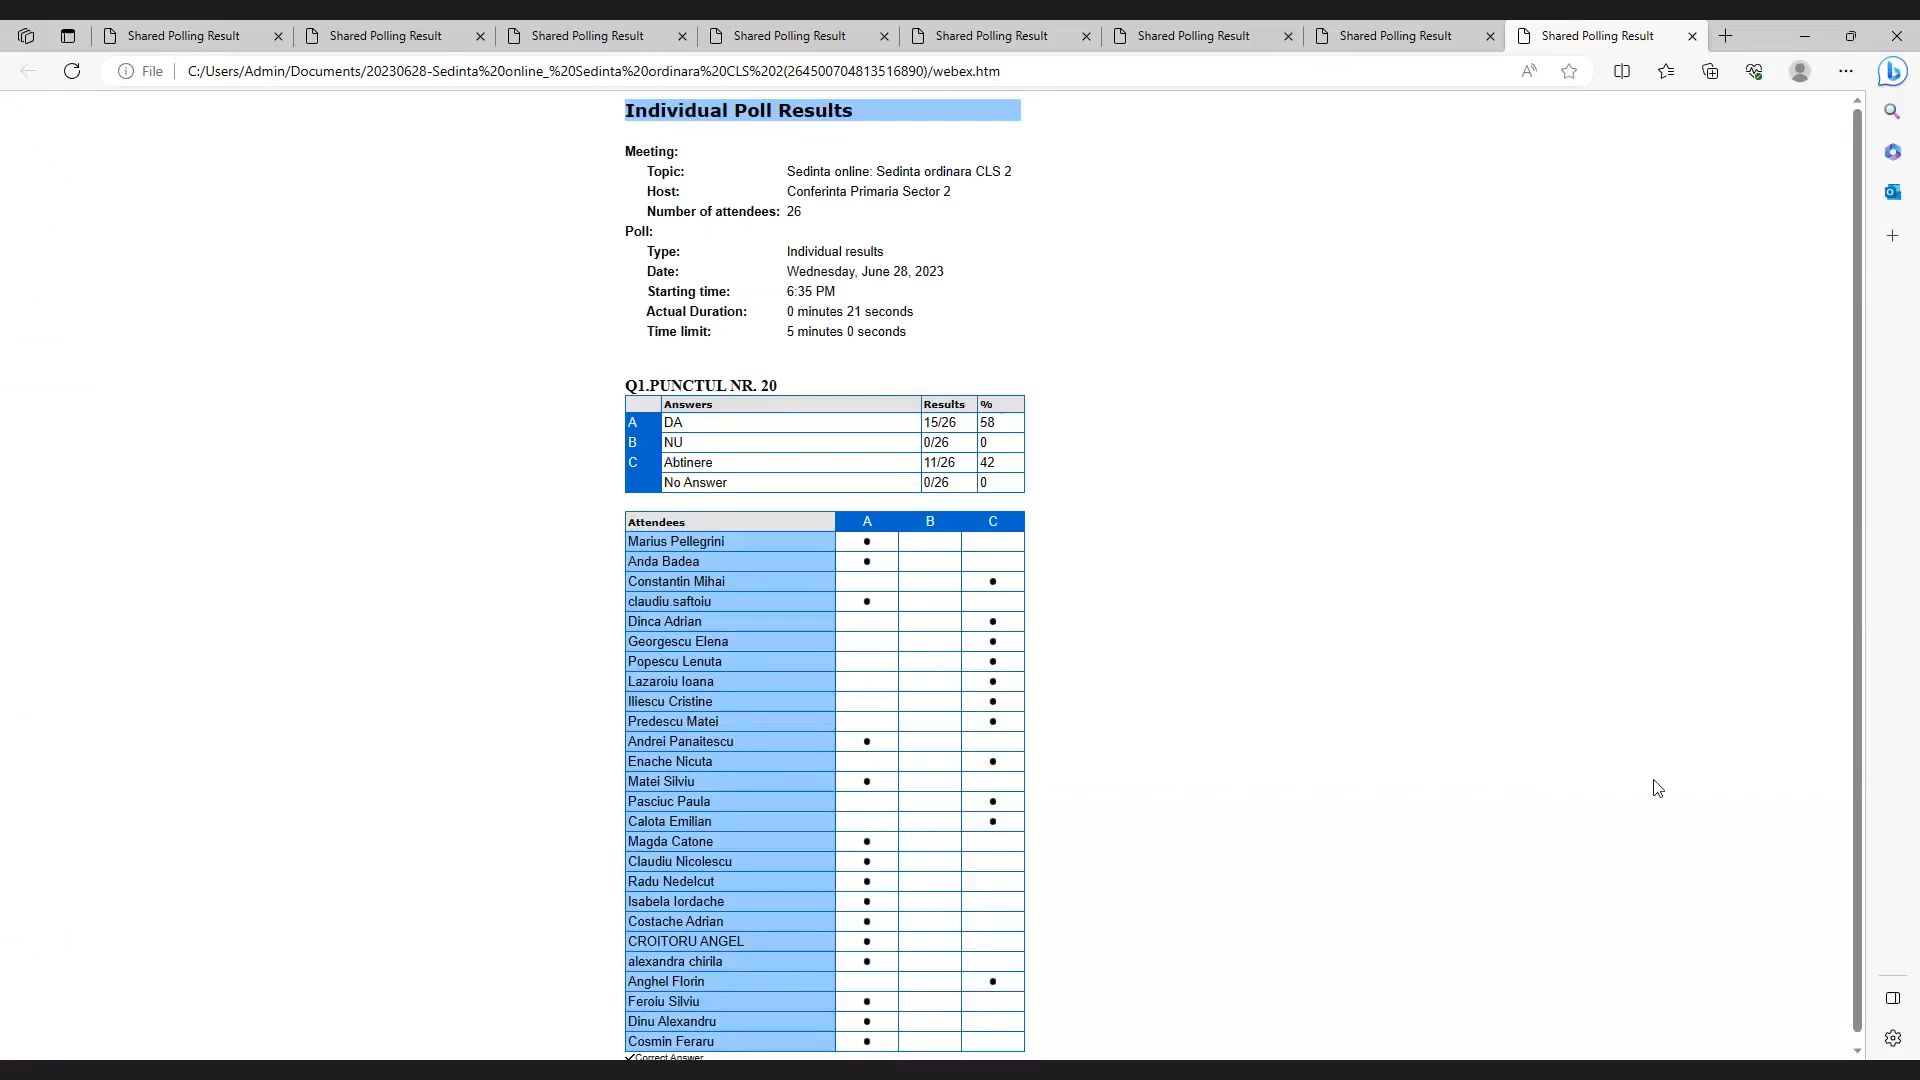 Shared Polling Result Shared Polling Result Shared Polling Result Shared Polling Result Shared Polling Result Shared Polling Result Shared Polling Result Shared Polling Result
File C:/Users/Admin/Documents/20230628-Sedinta%20online_%20Sedinta%20ordinara%20CLS%202(264500704813516890)/webex.htm
Individual Poll Results
Meeting:
Topic: Sedinta online: Sedinta ordinara CLS 2
Host: Conferinta Primaria Sector 2
Number of attendees: 26
Poll:
Type: Individual results
Date: Wednesday, June 28, 2023
Starting time: 6:35 PM
Actual Duration: 0 minutes 21 seconds
Time limit: 5 minutes 0 seconds
Q1.PUNCTUL NR. 20
Answers Results %
A DA 15/26 58
B NU 0/26 0
C Abtinere 11/26 42
No Answer 0/26 0
Attendees A B C
Marius Pellegrini
Anda Badea
Constantin Mihai
claudiu.saftoiu
Dinca Adrian
Georgescu Elena
Popescu Lenuta
Lazaroiu Ioana
Iliescu Cristine
Predescu Matei
Andrei Panaitescu
Enache Nicuta
Matei Silviu
Pasciuc Paula
Calota Emilian
Magda Catone
Claudiu Nicolescu
Radu Nedelcut
Isabela Iordache
Costache Adrian
CROITORU ANGEL
alexandra chirila
Anghel Florin
Feroiu Silviu
Dinu Alexandru
Cosmin Feraru
Correct Answer